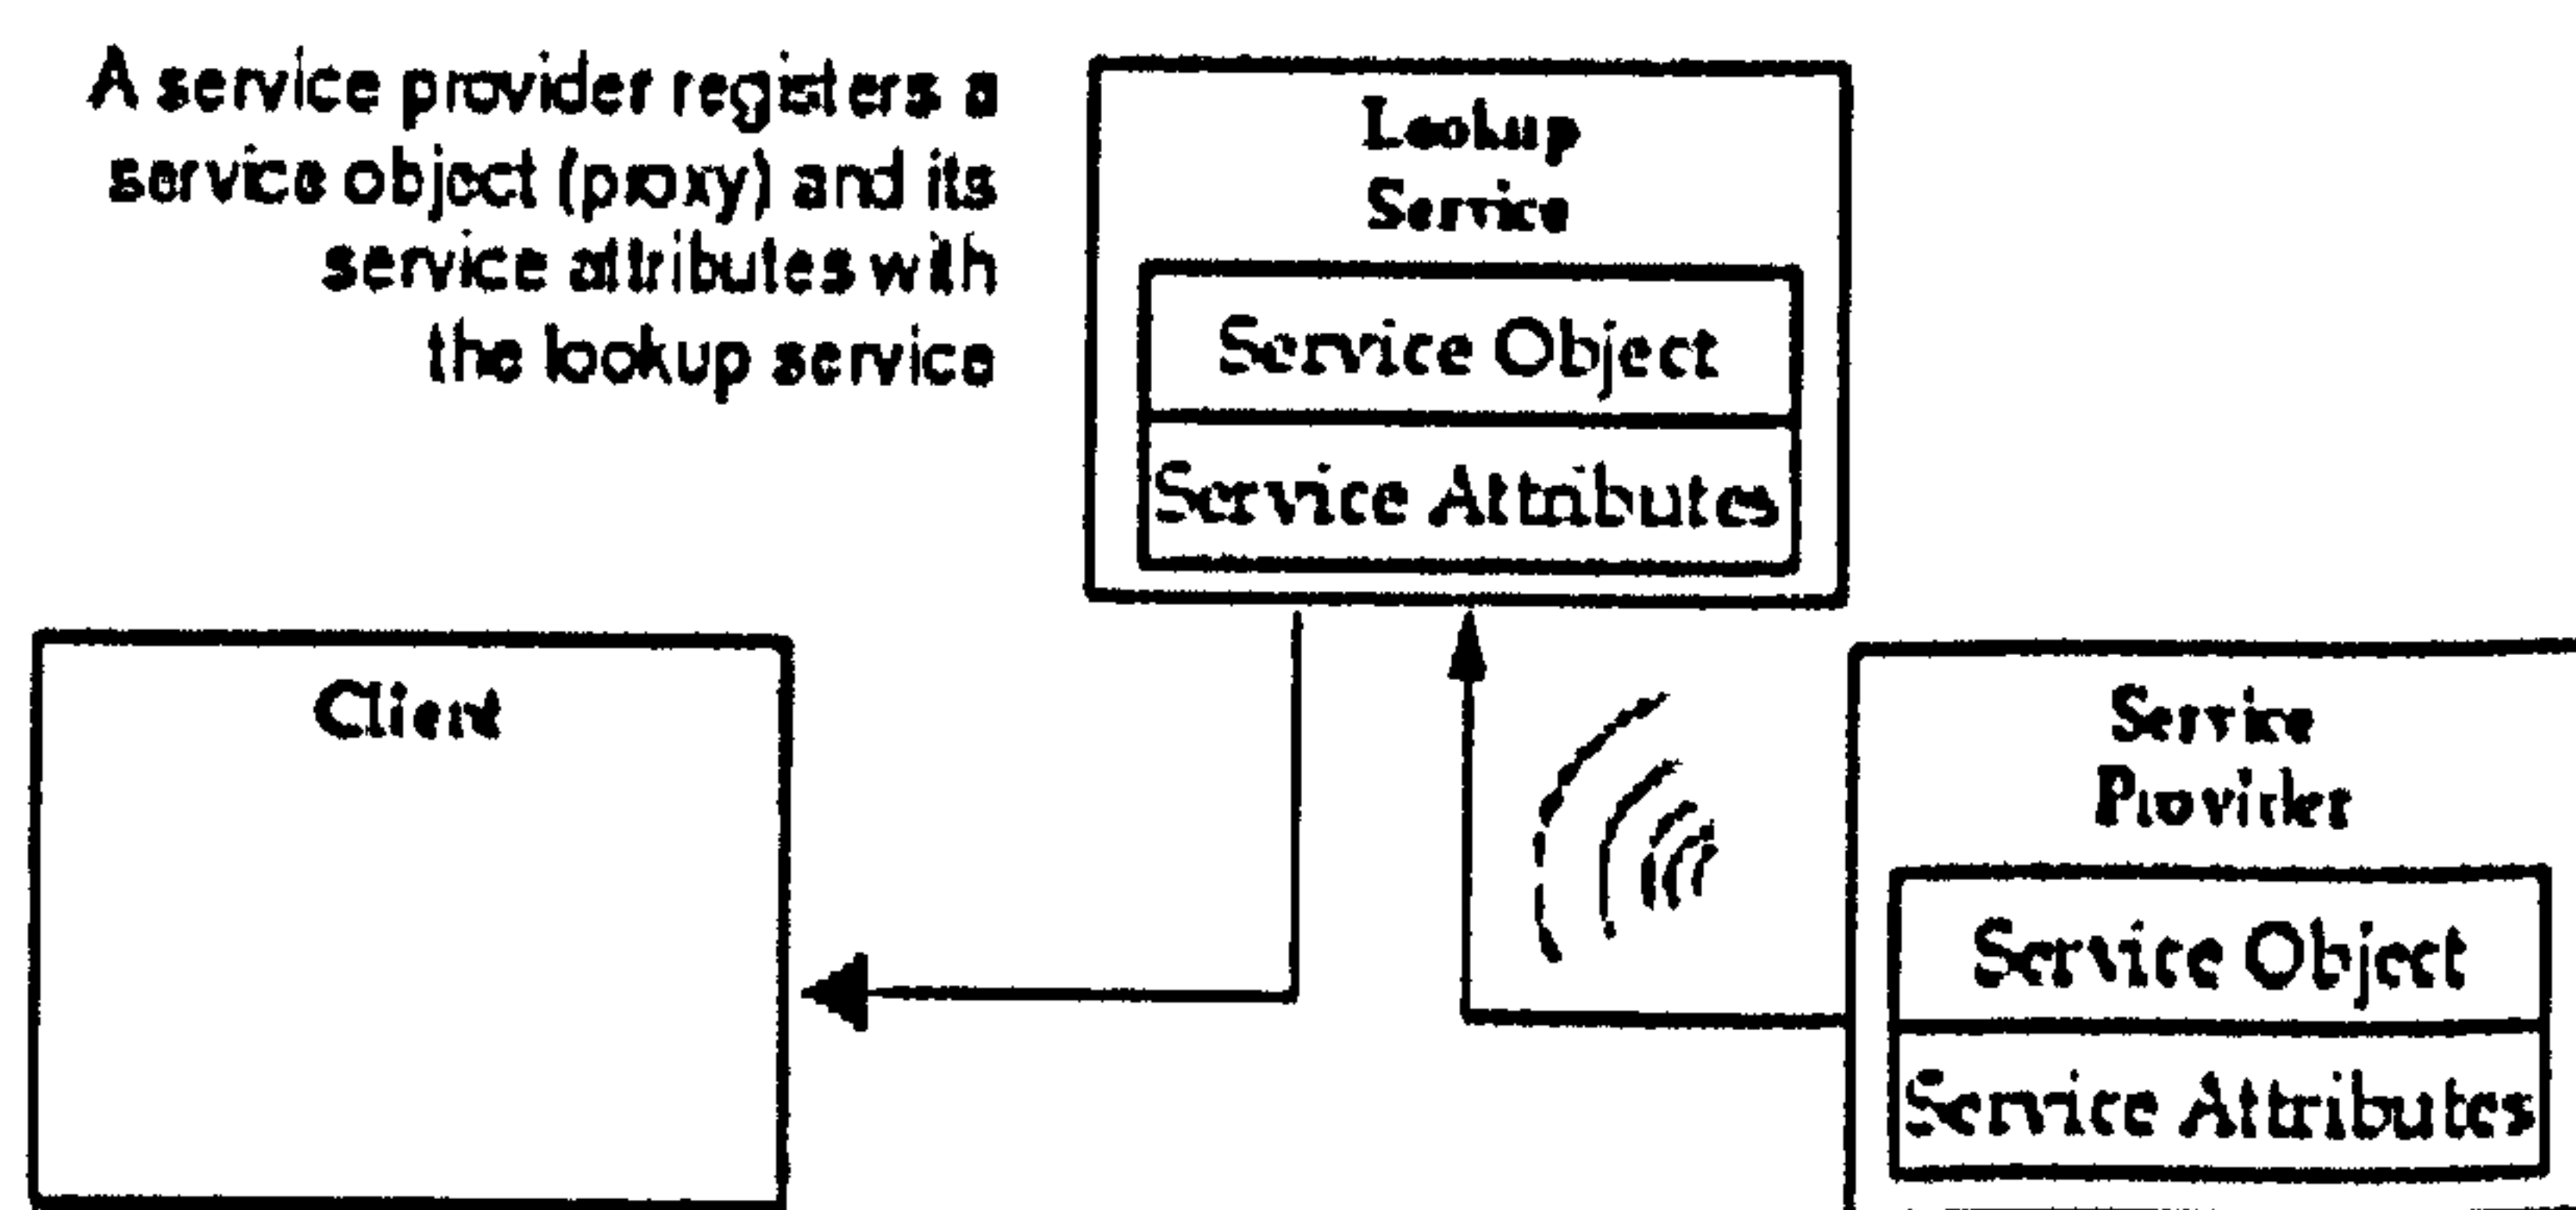 A service provider registers a
service object (proxy) and its
service attributes with
the lookup service
Lookup
Service
Service Object
Service Attributes
Client
Service
Provider
Service Object
Service Attributes